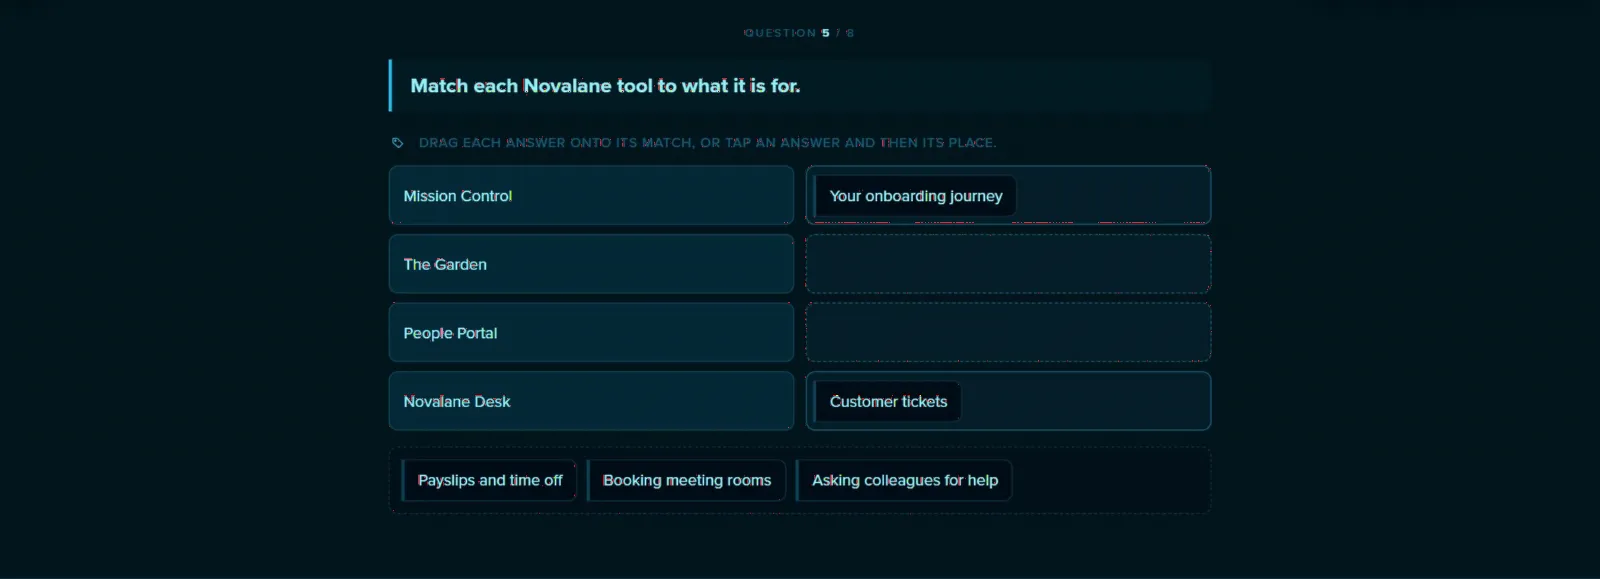 QUESTION 5 / 8
Match each Novalane tool to what it is for.
DRAG EACH ANSWER ONTO ITS MATCH, OR TAP AN ANSWER AND THEN ITS PLACE.
Mission Control
Your onboarding journey
The Garden
People Portal
Novalane Desk
Customer tickets
Payslips and time off
Booking meeting rooms
Asking colleagues for help